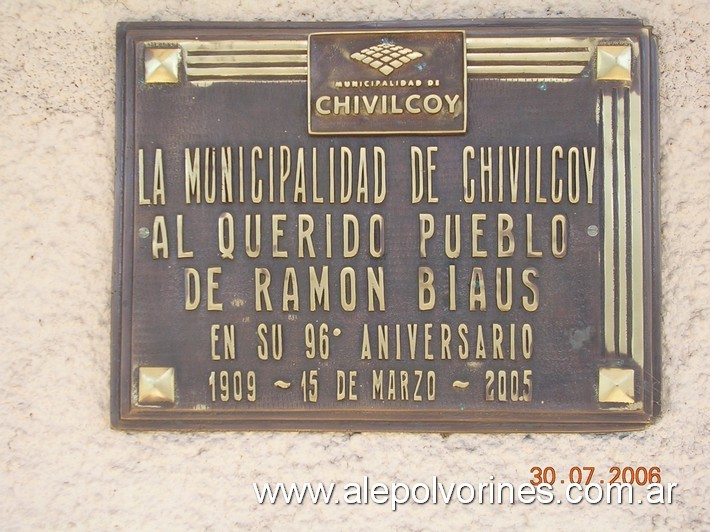 MUNICIPALIDAD DE
CHIVILCOY
LA MUNICIPALIDAD DE CHIVILCOY
AL QUERIDO PUEBLO
DE RAMON BIAUS
EN SU 96° ANIVERSARIO
1909 ~ 15 DE MARZO ~ 2005
30.07.2006
www.alepolvorines.com.ar